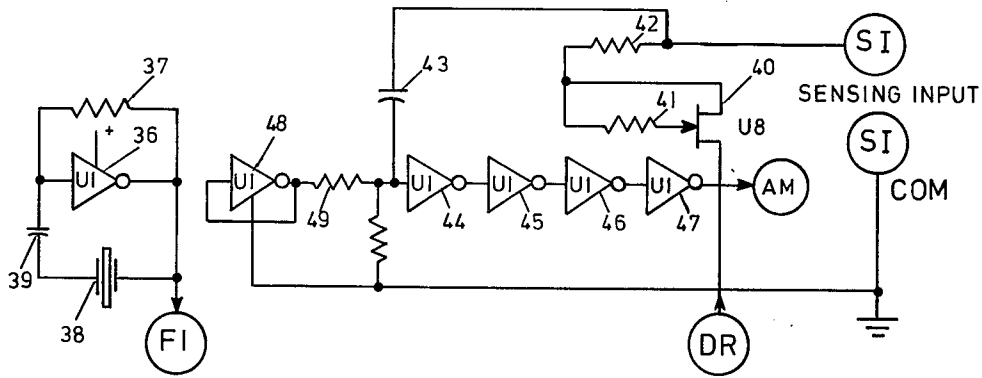 42
SI
37
43
40
SENSING INPUT
41
+
36
48
U8
SI
U1
U1
U1
U1
U1
U1
AM
COM
49
44
45
46
47
39
38
FI
DR